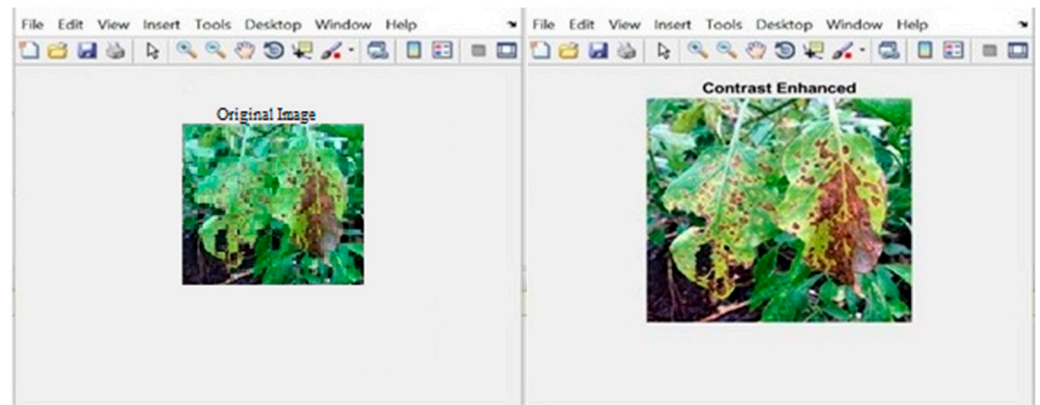 File Edit View Insert Tools Desktop Window Help
File Edit View Insert Tools Desktop Window Help
Original Image
Contrast Enhanced